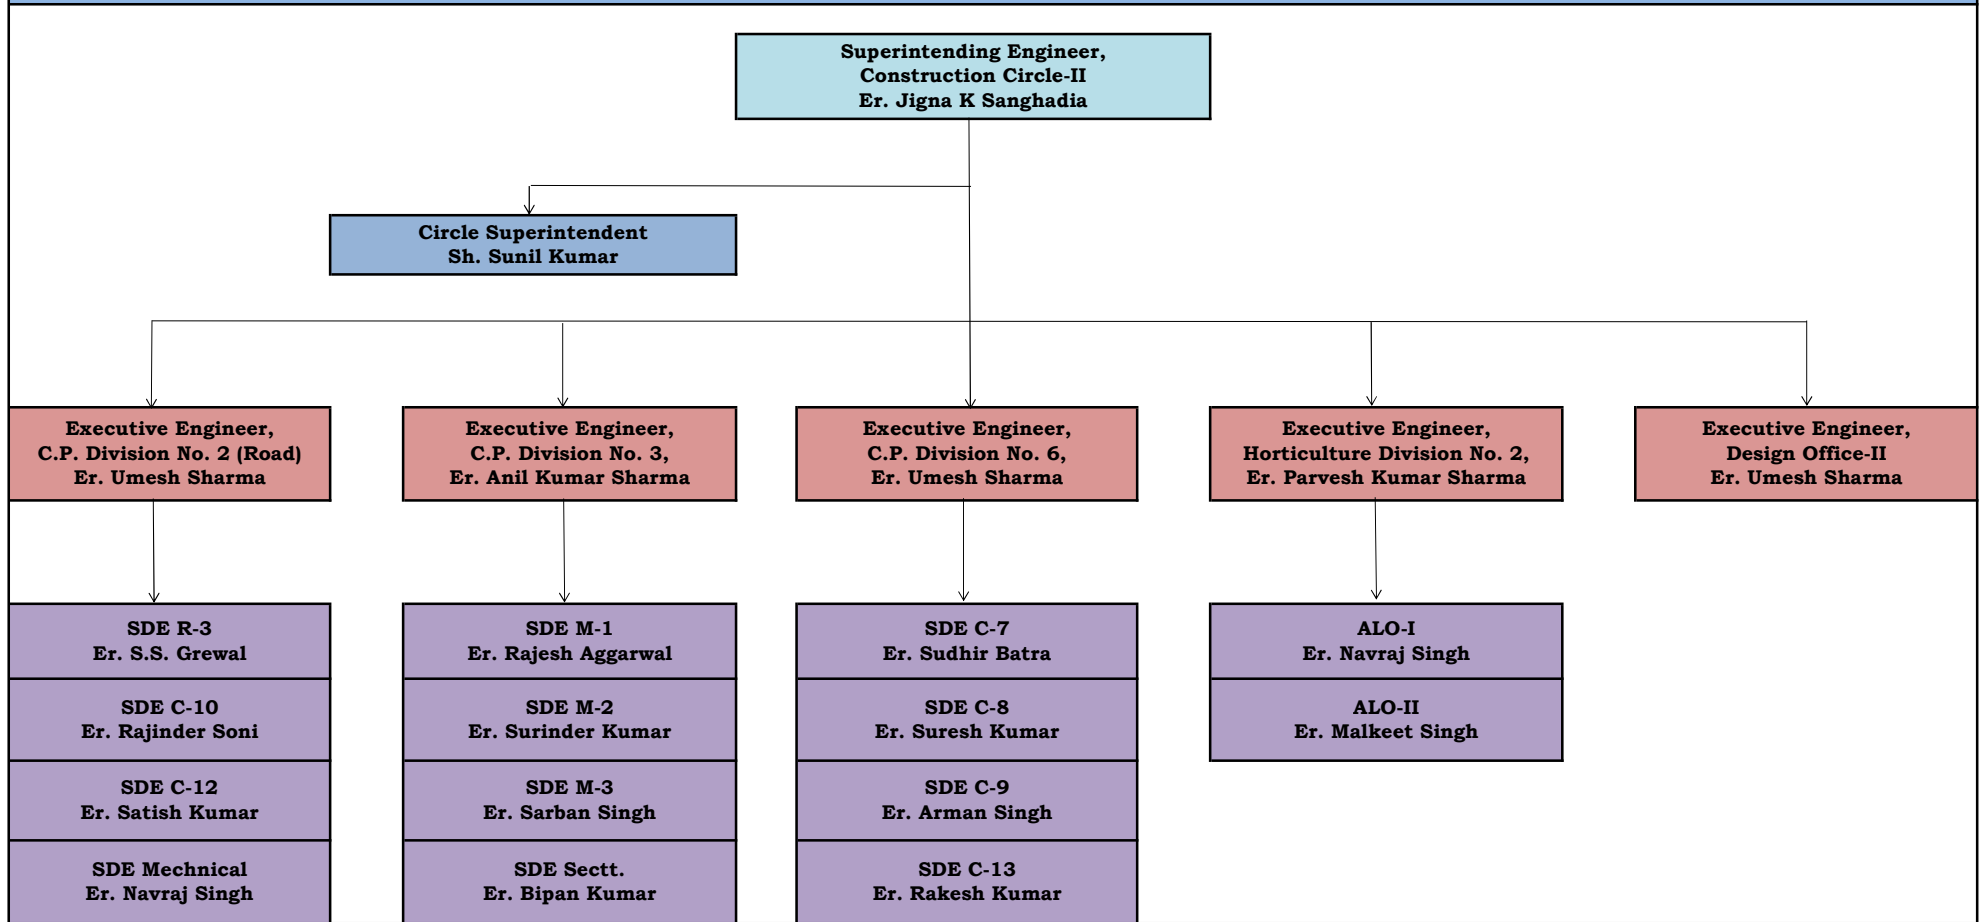 Superintending Engineer,
Construction Circle-II
Er. Jigna K Sanghadia
Circle Superintendent
Sh. Sunil Kumar
Executive Engineer,
C.P. Division No. 2 (Road)
Er. Umesh Sharma
Executive Engineer,
C.P. Division No. 3,
Er. Anil Kumar Sharma
Executive Engineer,
C.P. Division No. 6,
Er. Umesh Sharma
Executive Engineer,
Horticulture Division No. 2,
Er. Parvesh Kumar Sharma
Executive Engineer,
Design Office-II
Er. Umesh Sharma
SDE R-3
Er. S.S. Grewal
SDE C-10
Er. Rajinder Soni
SDE C-12
Er. Satish Kumar
SDE Mechnical
Er. Navraj Singh
SDE M-1
Er. Rajesh Aggarwal
SDE M-2
Er. Surinder Kumar
SDE M-3
Er. Sarban Singh
SDE Sectt.
Er. Bipan Kumar
SDE C-7
Er. Sudhir Batra
SDE C-8
Er. Suresh Kumar
SDE C-9
Er. Arman Singh
SDE C-13
Er. Rakesh Kumar
ALO-I
Er. Navraj Singh
ALO-II
Er. Malkeet Singh